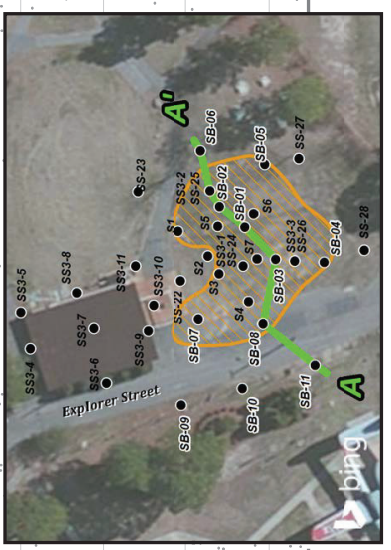 A'
SB-06
SS-27
SB-05
SS-23
SS3-2
SS-25
SB-02
SB-01
S6
S1
S5
SS-28
SS3-5
SS3-8
SS3-11
SS3-10
S2
SS3-1
SS-24
S7
SS3-3
SS-26
SB-04
S3
SB-03
SS-22
SS3-4
SS3-7
SS3-9
SB-07
S4
SB-08
SS3-6
Explorer Street
SB-09
SB-10
SB-11
A
bing